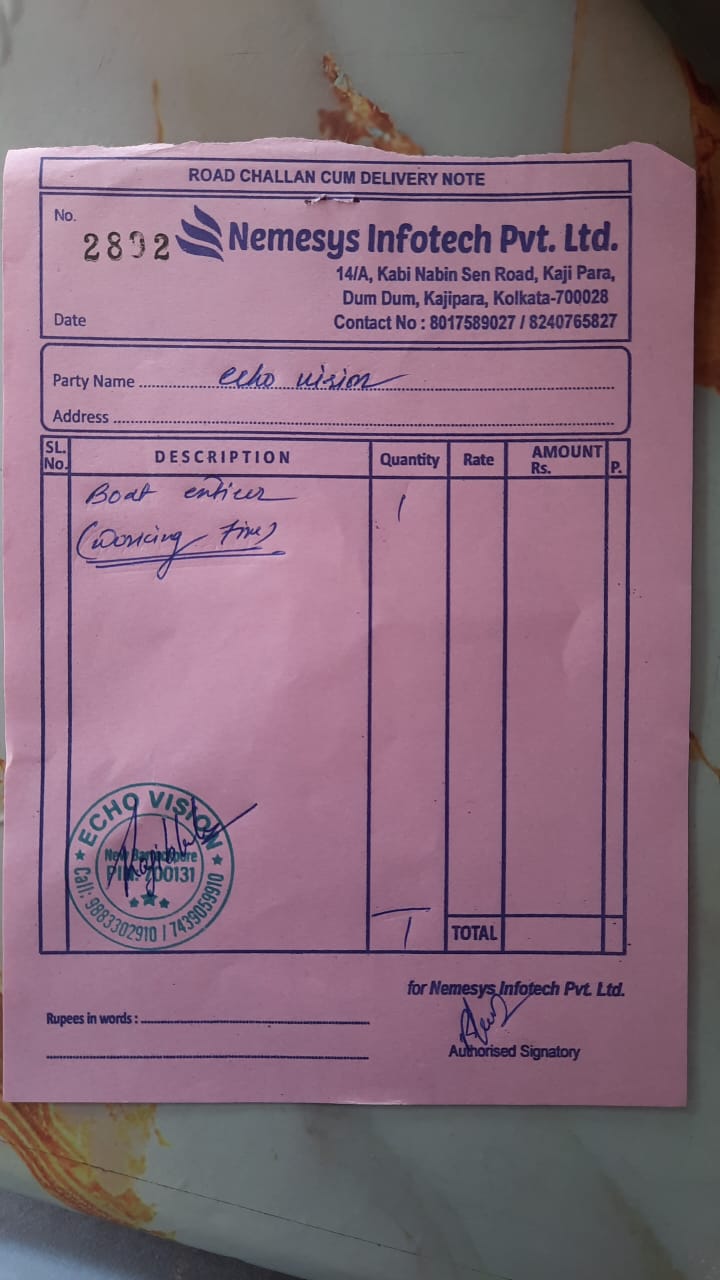 ROAD CHALLAN CUM DELIVERY NOTE
No.
2892
Nemesys Infotech Pvt. Ltd.
14/A, Kabi Nabin Sen Road, Kaji Para,
Dum Dum, Kajipara, Kolkata-700028
Date
Contact No : 8017589027 / 8240765827
Party Name echo vision
Address
SL. No. DESCRIPTION Quantity Rate AMOUNT Rs. P.
Boat 1
(Working Fine)
ECHO VISION
New Barrackpore
PIN: 700131
Call: 9883302910 / 7439059910
1 TOTAL
for Nemesys Infotech Pvt. Ltd.
Rupees in words :
Authorised Signatory